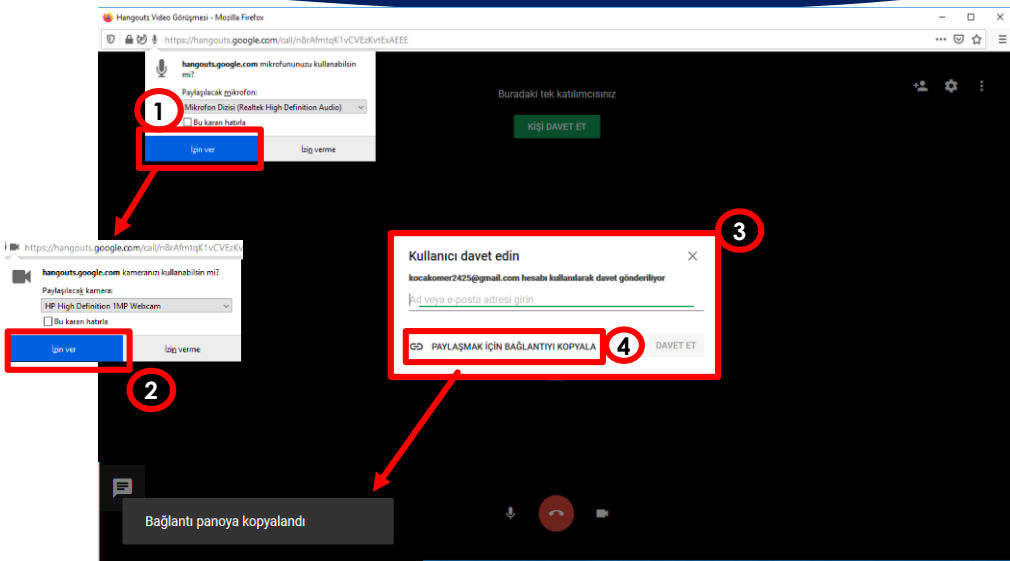 Hangouts Video Görüşmesi - Mozilla Firefox
https://hangouts.google.com/call/n8rAfmtqK1vCVEzKvtExAEEE
hangouts.google.com mikrofonunuzu kullanabilsin
mi?
Paylaşılacak mikrofon:
Mikrofon Dizisi (Realtek High Definition Audio)
Bu kararı hatırla
İzin ver
İzin verme
1
Buradaki tek katılımcısınız
KİŞİ DAVET ET
https://hangouts.google.com/call/n8rAfmtqK1vCVEzKv
hangouts.google.com kameranızı kullanabilsin mi?
Paylaşılacak kamera:
HP High Definition 1MP Webcam
Bu kararı hatırla
İzin ver
İzin verme
2
3
Kullanıcı davet edin
kocakomer2425@gmail.com hesabı kullanılarak davet gönderiliyor
Ad veya e-posta adresi girin
PAYLAŞMAK İÇİN BAĞLANTIYI KOPYALA
4
DAVET ET
Bağlantı panoya kopyalandı